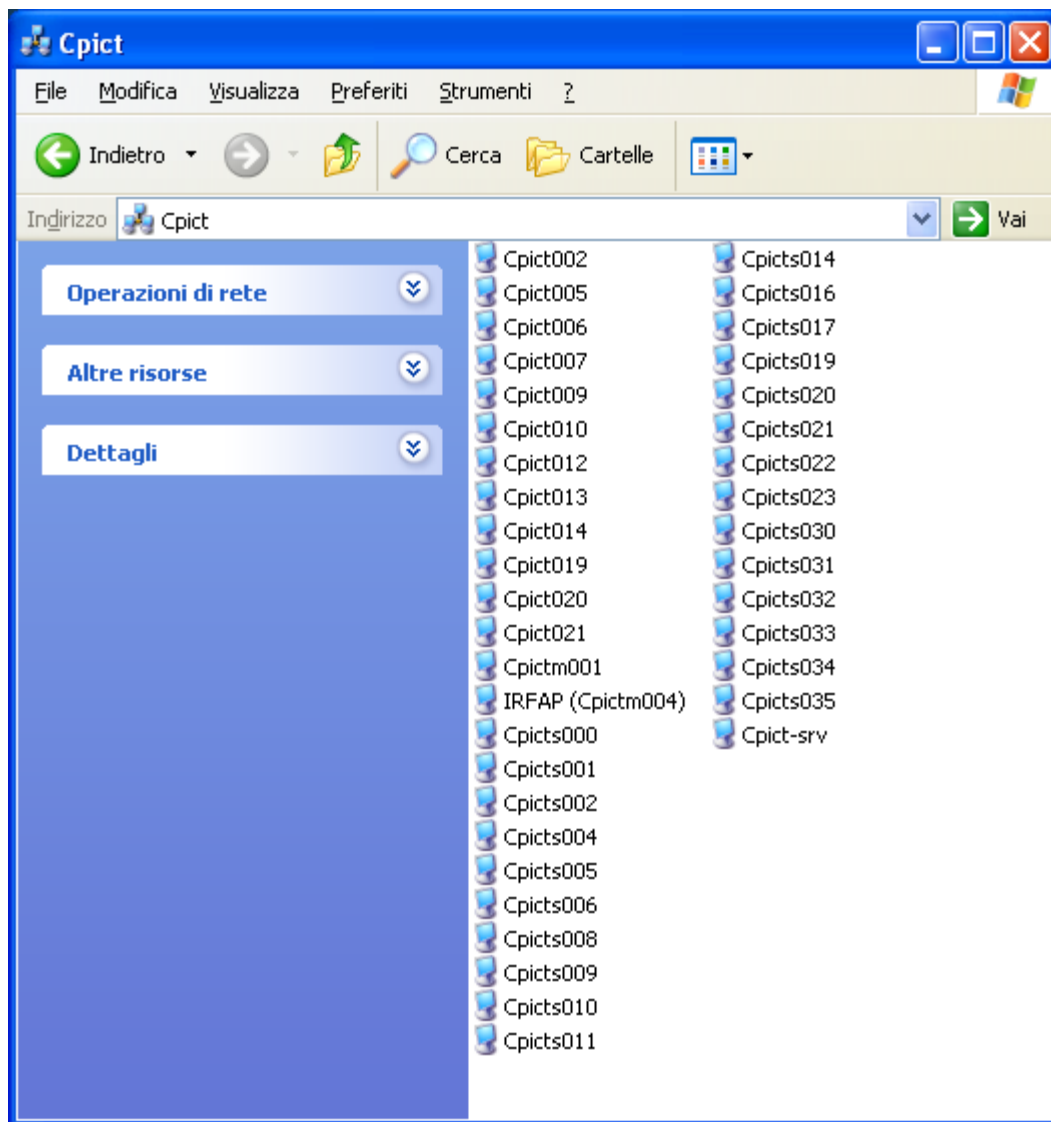 Cpict
File Modifica Visualizza Preferiti Strumenti ?
Indietro Cerca Cartelle
Indirizzo Cpict Vai
Operazioni di rete
Altre risorse
Dettagli
Cpict002
Cpict005
Cpict006
Cpict007
Cpict009
Cpict010
Cpict012
Cpict013
Cpict014
Cpict019
Cpict020
Cpict021
Cpictm001
IRFAP (Cpictm004)
Cpicts000
Cpicts001
Cpicts002
Cpicts004
Cpicts005
Cpicts006
Cpicts008
Cpicts009
Cpicts010
Cpicts011
Cpicts014
Cpicts016
Cpicts017
Cpicts019
Cpicts020
Cpicts021
Cpicts022
Cpicts023
Cpicts030
Cpicts031
Cpicts032
Cpicts033
Cpicts034
Cpicts035
Cpict-srv